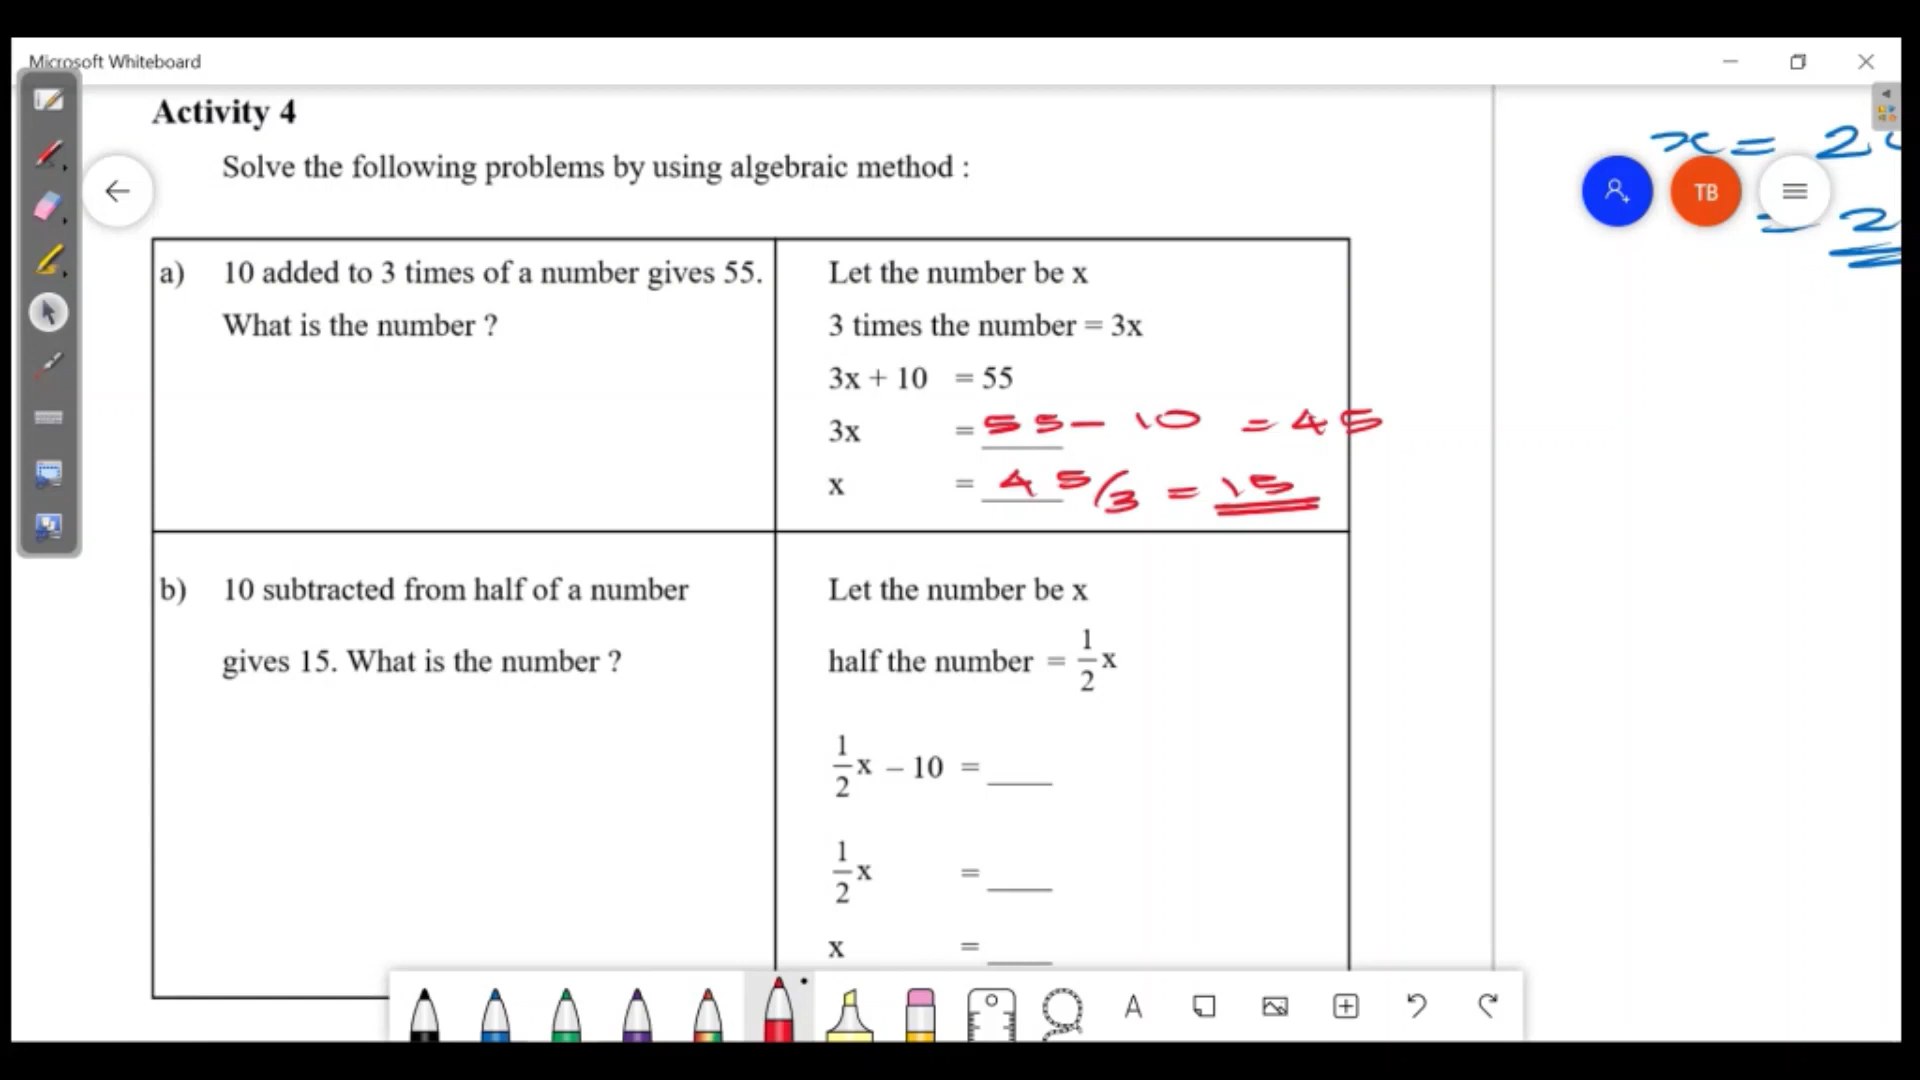 Microsoft Whiteboard
Activity 4
Solve the following problems by using algebraic method :
x = 2
TB
= 2
a) 10 added to 3 times of a number gives 55.
What is the number ?
Let the number be x
3 times the number = 3x
3x + 10 = 55
3x = 55 - 10 = 45
x = 45/3 = 15
b) 10 subtracted from half of a number
gives 15. What is the number ?
Let the number be x
half the number = 1/2 x
1/2 x – 10 = ____
1/2 x = ____
x = ____
A